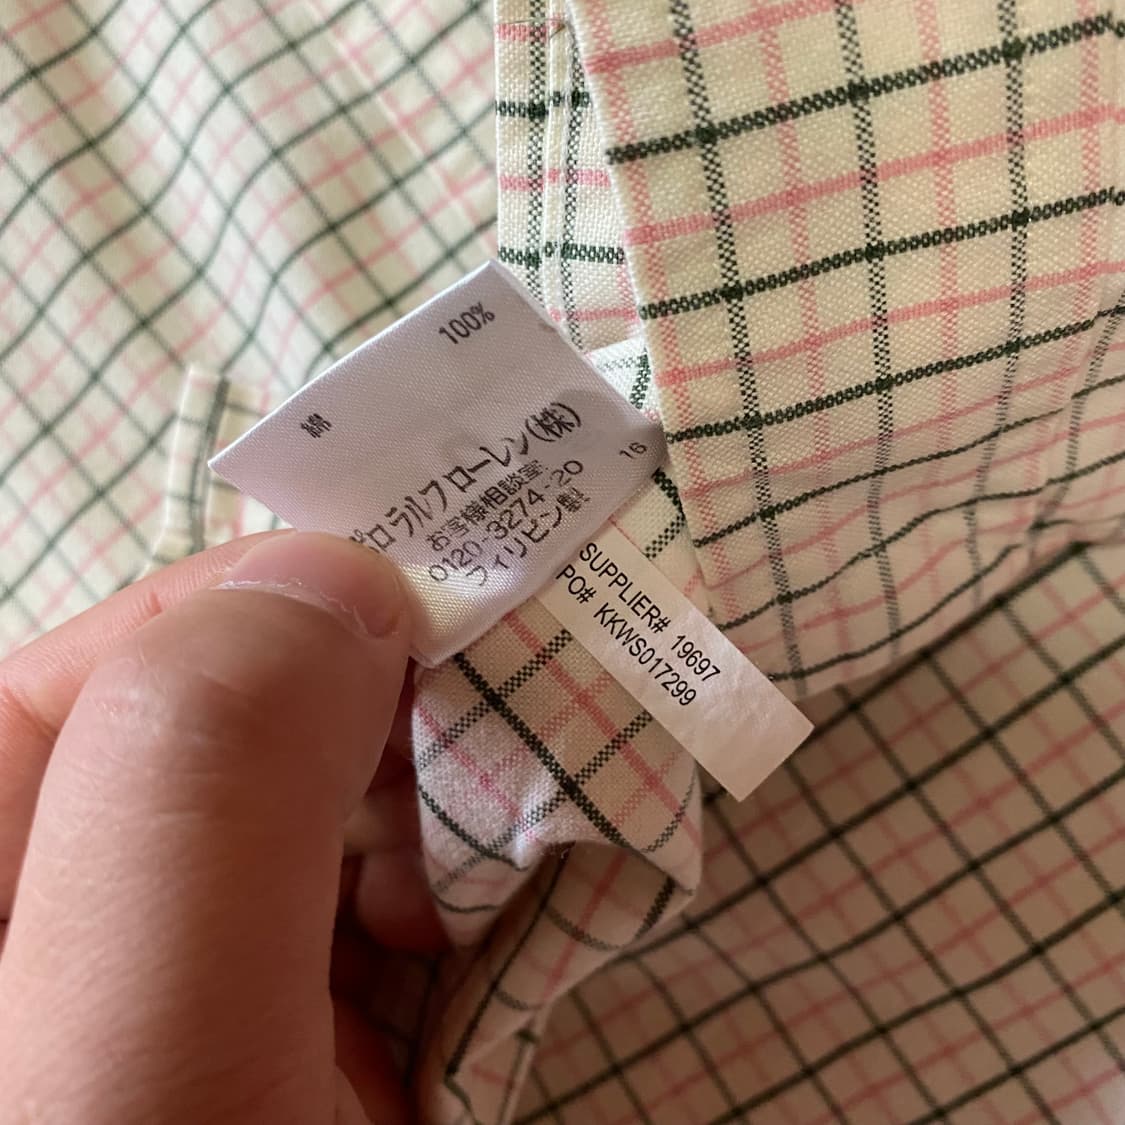 綿 100%
ポロ ラルフ ローレン(株)
お客様相談室
0120-3274-20
フィリピン製
16
SUPPLIER# 19697
PO# KKWS017299